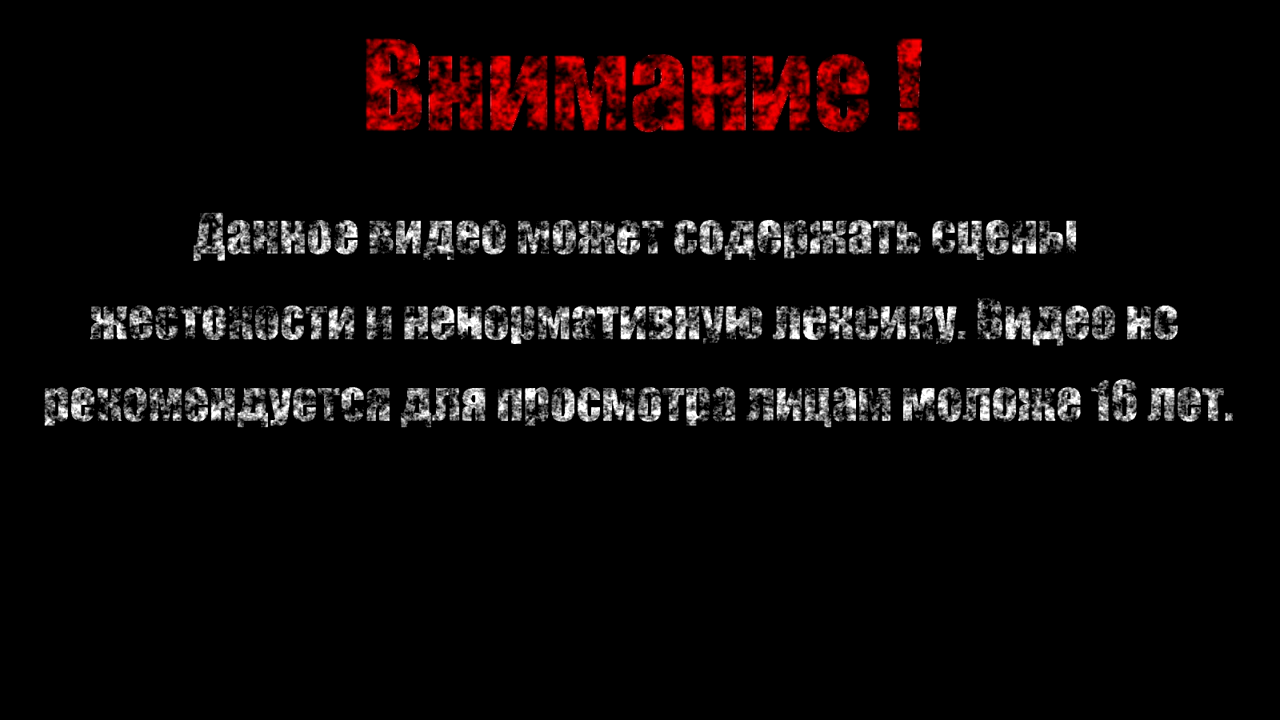 Внимание !
Данное видео может содержать сцены
жестокости и ненормативную лексику. Видео не
рекомендуется для просмотра лицам моложе 16 лет.